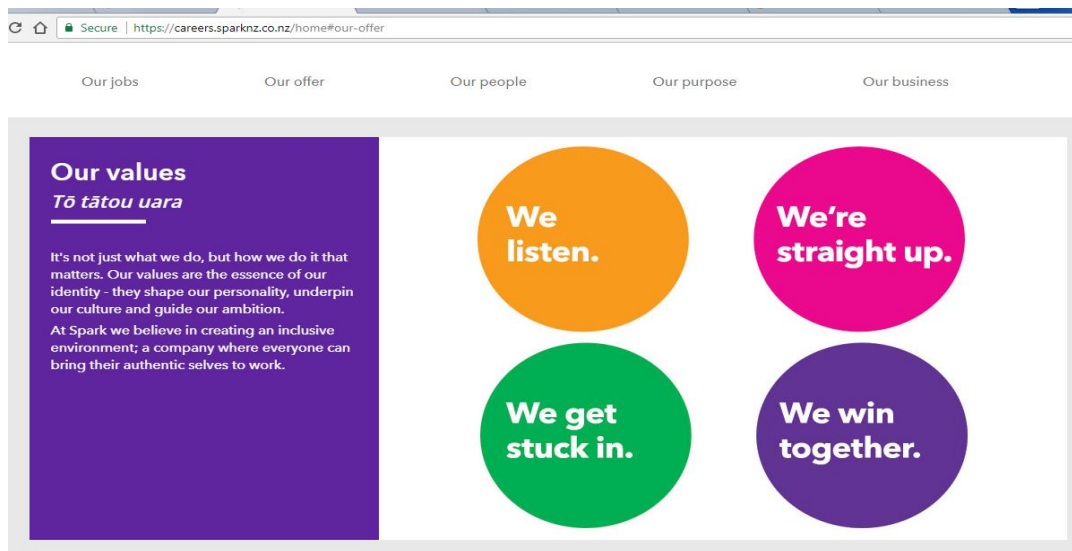 Secure | https://careers.sparknz.co.nz/home#our-offer
Our jobs Our offer Our people Our purpose Our business
Our values
Tō tātou uara
It's not just what we do, but how we do it that
matters. Our values are the essence of our
identity - they shape our personality, underpin
our culture and guide our ambition.
At Spark we believe in creating an inclusive
environment; a company where everyone can
bring their authentic selves to work.
We
listen.
We're
straight up.
We get
stuck in.
We win
together.